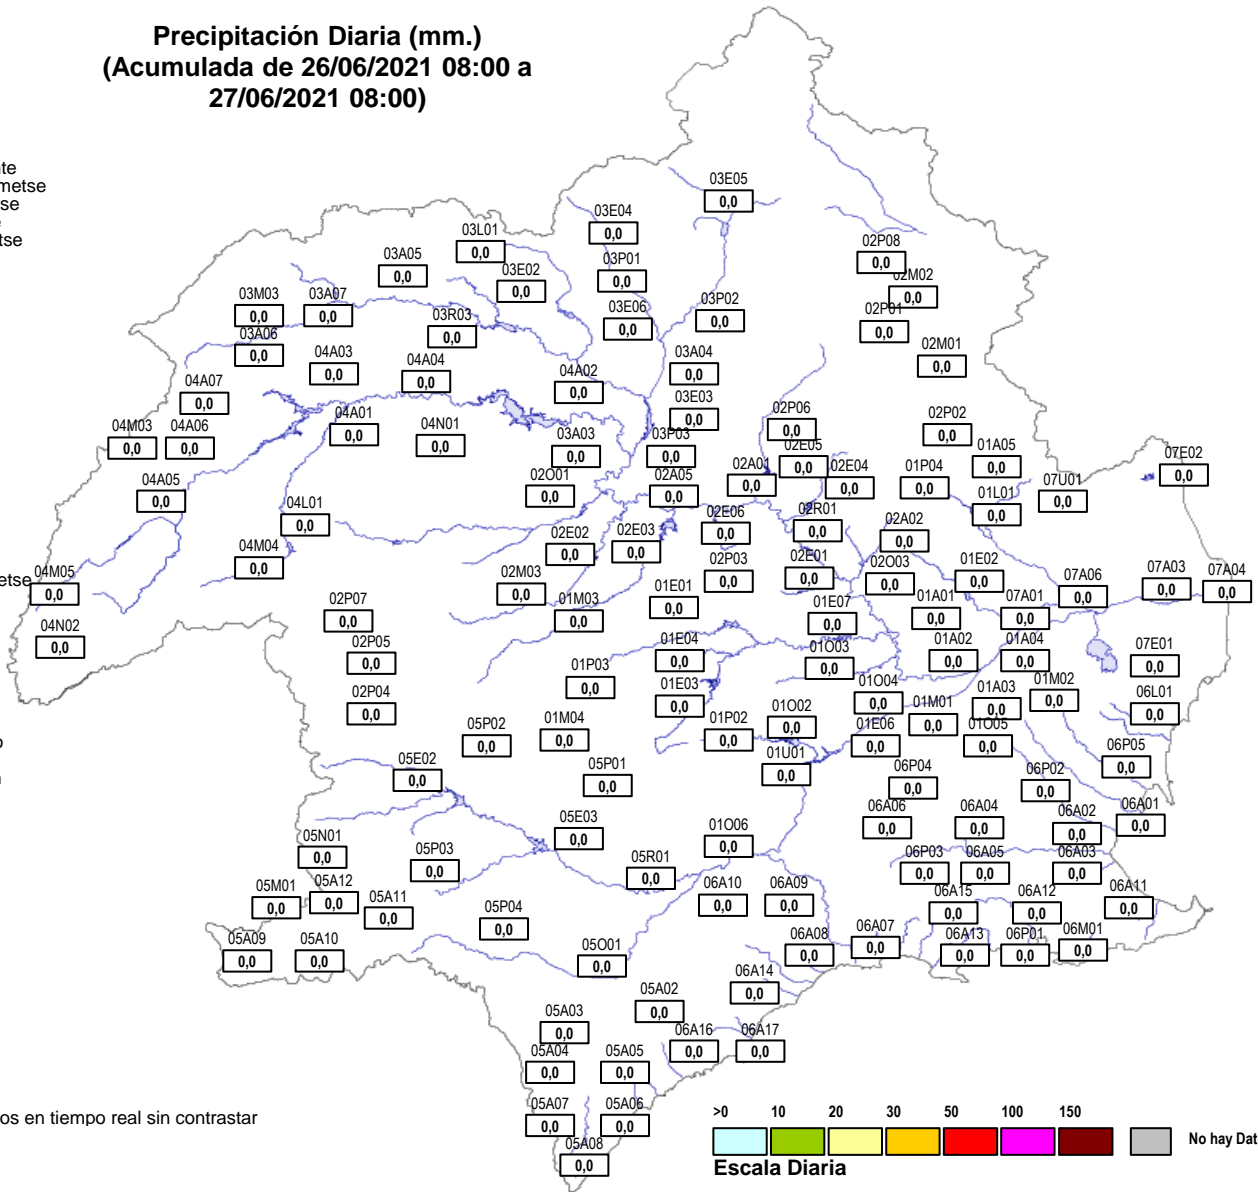 Precipitación Diaria (mm.)
(Acumulada de 26/06/2021 08:00 a
27/06/2021 08:00)
03E05
0,0
03E04
0,0
03L01
0,0
03A05
0,0
03P01
0,0
03E02
0,0
02P08
0,0
02M02
0,0
03M03
0,0
03A07
0,0
03R03
0,0
03E06
0,0
03P02
0,0
02P01
0,0
03A06
0,0
04A03
0,0
04A04
0,0
04A02
0,0
03A04
0,0
02M01
0,0
04A07
0,0
03E03
0,0
04M03
0,0
04A06
0,0
04A01
0,0
04N01
0,0
03A03
0,0
03P03
0,0
02P06
0,0
02P02
0,0
02E05
0,0
01A05
0,0
07E02
0,0
04A05
0,0
02O01
0,0
02A05
0,0
02A01
0,0
02E04
0,0
01P04
0,0
07U01
0,0
01L01
0,0
04L01
0,0
02E06
0,0
02R01
0,0
02A02
0,0
04M04
0,0
02E02
0,0
02E03
0,0
metse
04M05
0,0
02M03
0,0
02P03
0,0
02E01
0,0
02O03
0,0
01E02
0,0
07A06
0,0
07A03
0,0
07A04
0,0
02P07
0,0
01M03
0,0
01E01
0,0
01E07
0,0
01A01
0,0
07A01
0,0
04N02
0,0
02P05
0,0
01E04
0,0
01O03
0,0
01A02
0,0
01A04
0,0
07E01
0,0
02P04
0,0
01P03
0,0
01E03
0,0
01O04
0,0
01A03
0,0
01M02
0,0
06L01
0,0
05P02
0,0
01M04
0,0
01P02
0,0
01O02
0,0
01E06
0,0
01M01
0,0
01O05
0,0
05E02
0,0
05P01
0,0
01U01
0,0
06P04
0,0
06P02
0,0
06P05
0,0
05E03
0,0
01O06
0,0
06A06
0,0
06A04
0,0
06A02
0,0
06A01
0,0
05N01
0,0
05P03
0,0
05R01
0,0
06P03
0,0
06A05
0,0
06A03
0,0
05M01
0,0
05A12
0,0
05A11
0,0
05P04
0,0
06A10
0,0
06A09
0,0
06A15
0,0
06A12
0,0
06A11
0,0
05A09
0,0
05A10
0,0
05O01
0,0
06A08
0,0
06A07
0,0
06A13
0,0
06P01
0,0
06M01
0,0
05A02
0,0
06A14
0,0
05A03
0,0
06A16
0,0
06A17
0,0
05A04
0,0
05A05
0,0
05A07
0,0
05A06
0,0
05A08
0,0
os en tiempo real sin contrastar
>0 10 20 30 50 100 150
No hay Dat
Escala Diaria